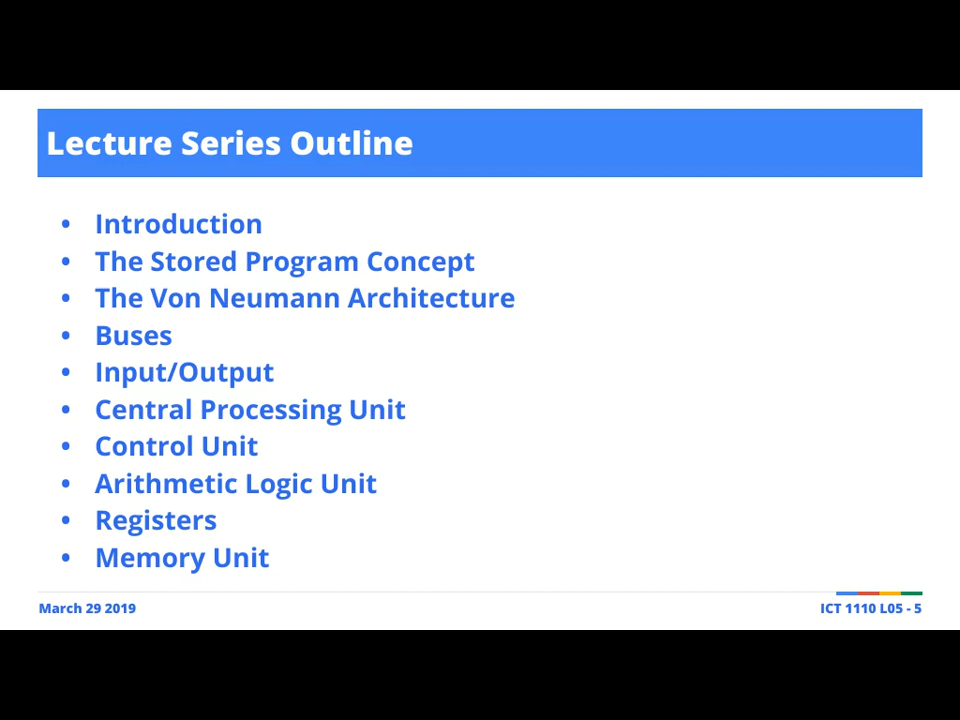 Lecture Series Outline
• Introduction
• The Stored Program Concept
• The Von Neumann Architecture
• Buses
• Input/Output
• Central Processing Unit
• Control Unit
• Arithmetic Logic Unit
• Registers
• Memory Unit
March 29 2019
ICT 1110 L05 - 5